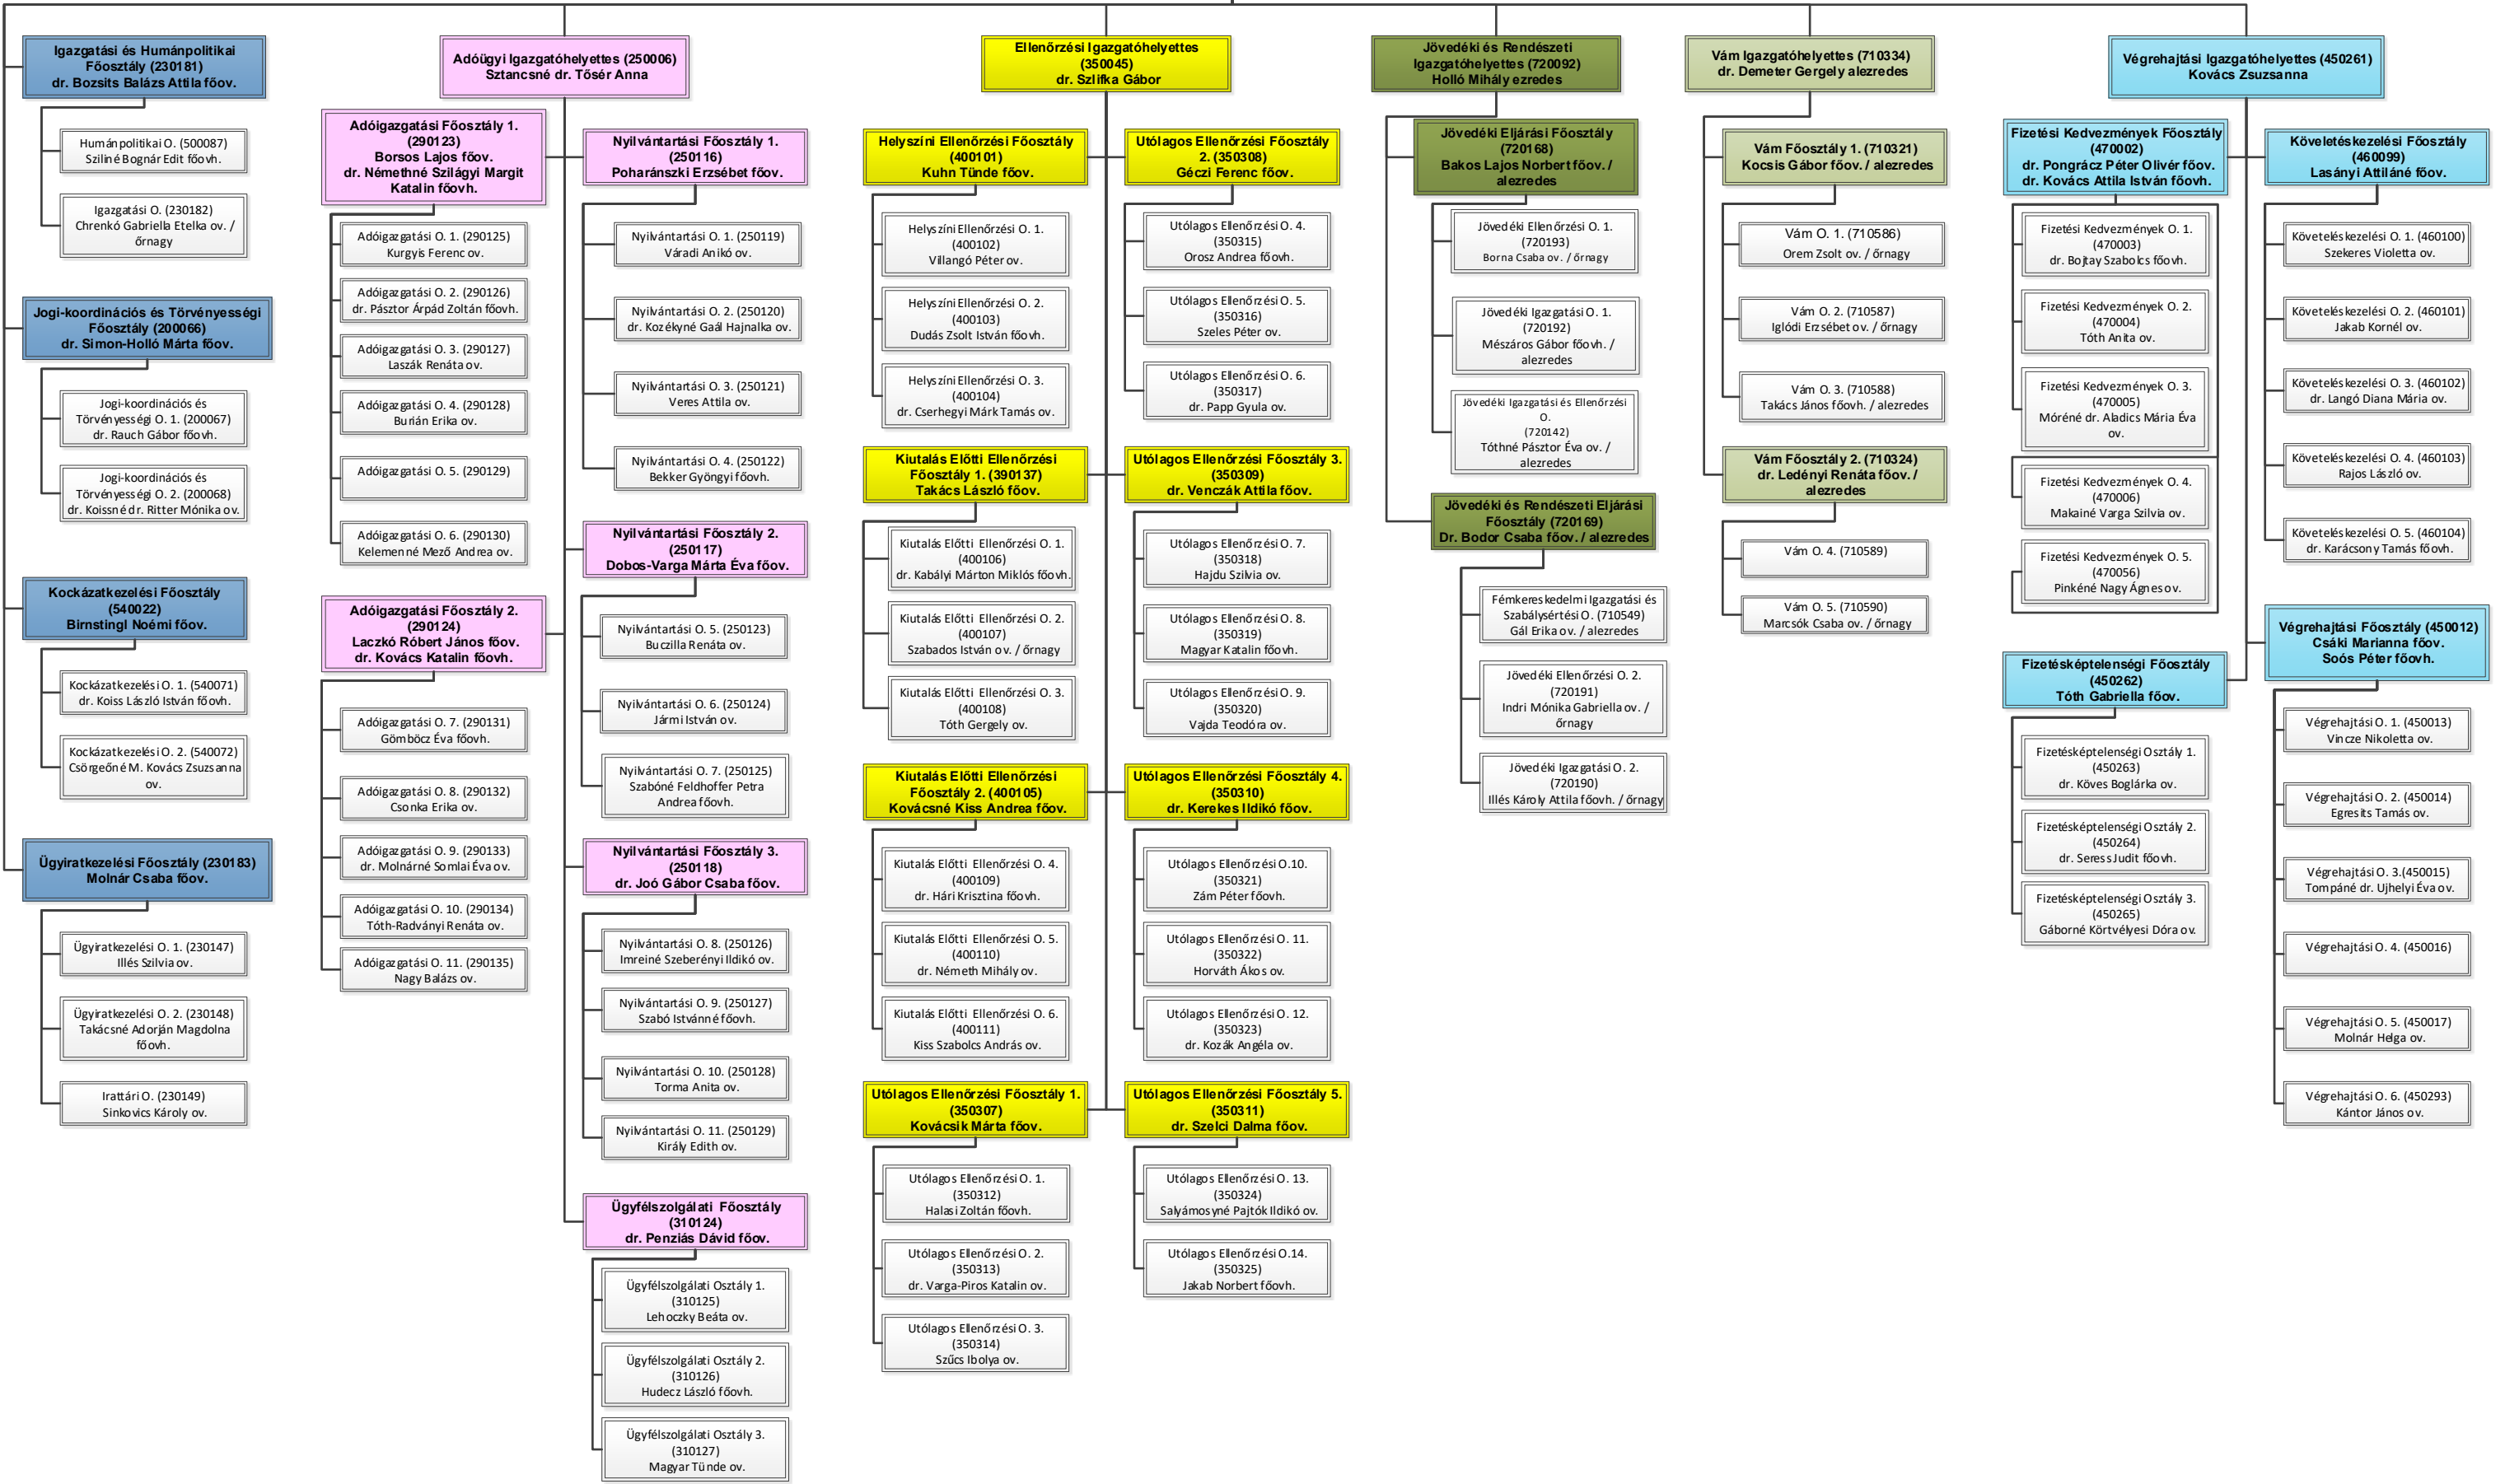 Igazgatási és Humánpolitikai
Főosztály (230181)
dr. Bozsits Balázs Attila főov.
Humánpolitikai O. (500087)
Sziliné Bognár Edit főovh.
Igazgatási O. (230182)
Chrenkó Gabriella Etelka ov. /
őrnagy
Jogi-koordinációs és Törvényességi
Főosztály (200066)
dr. Simon-Holló Márta főov.
Jogi-koordinációs és
Törvényességi O. 1. (200067)
dr. Rauch Gábor főovh.
Jogi-koordinációs és
Törvényességi O. 2. (200068)
dr. Koissné dr. Ritter Mónika ov.
Kockázatkezelési Főosztály
(540022)
Birnstingl Noémi főov.
Kockázatkezelési O. 1. (540071)
dr. Koiss László István főovh.
Kockázatkezelési O. 2. (540072)
Csörgeőné M. Kovács Zsuzsanna
ov.
Ügyiratkezelési Főosztály (230183)
Molnár Csaba főov.
Ügyiratkezelési O. 1. (230147)
Illés Szilvia ov.
Ügyiratkezelési O. 2. (230148)
Takácsné Adorján Magdolna
főovh.
Irattári O. (230149)
Sinkovics Károly ov.
Adóügyi Igazgatóhelyettes (250006)
Sztancsné dr. Tősér Anna
Adóigazgatási Főosztály 1.
(290123)
Borsos Lajos főov.
dr. Némethné Szilágyi Margit
Katalin főovh.
Adóigazgatási O. 1. (290125)
Kurgyis Ferenc ov.
Adóigazgatási O. 2. (290126)
dr. Pásztor Árpád Zoltán főovh.
Adóigazgatási O. 3. (290127)
Laszák Renáta ov.
Adóigazgatási O. 4. (290128)
Burián Erika ov.
Adóigazgatási O. 5. (290129)
Adóigazgatási O. 6. (290130)
Kelemenné Mező Andrea ov.
Adóigazgatási Főosztály 2.
(290124)
Laczkó Róbert János főov.
dr. Kovács Katalin főovh.
Adóigazgatási O. 7. (290131)
Gömböcz Éva főovh.
Adóigazgatási O. 8. (290132)
Csonka Erika ov.
Adóigazgatási O. 9. (290133)
dr. Molnárné Somlai Éva ov.
Adóigazgatási O. 10. (290134)
Tóth-Radványi Renáta ov.
Adóigazgatási O. 11. (290135)
Nagy Balázs ov.
Nyilvántartási Főosztály 1.
(250116)
Poharánszki Erzsébet főov.
Nyilvántartási O. 1. (250119)
Váradi Anikó ov.
Nyilvántartási O. 2. (250120)
dr. Kozékyné Gaál Hajnalka ov.
Nyilvántartási O. 3. (250121)
Veres Attila ov.
Nyilvántartási O. 4. (250122)
Bekker Gyöngyi főovh.
Nyilvántartási Főosztály 2.
(250117)
Dobos-Varga Márta Éva főov.
Nyilvántartási O. 5. (250123)
Buczilla Renáta ov.
Nyilvántartási O. 6. (250124)
Jármi István ov.
Nyilvántartási O. 7. (250125)
Szabóné Feldhoffer Petra
Andrea főovh.
Nyilvántartási Főosztály 3.
(250118)
dr. Joó Gábor Csaba főov.
Nyilvántartási O. 8. (250126)
Imreiné Szeberényi Ildikó ov.
Nyilvántartási O. 9. (250127)
Szabó Istvánné főovh.
Nyilvántartási O. 10. (250128)
Torma Anita ov.
Nyilvántartási O. 11. (250129)
Király Edith ov.
Ügyfélszolgálati Főosztály
(310124)
dr. Penziás Dávid főov.
Ügyfélszolgálati Osztály 1.
(310125)
Lehoczky Beáta ov.
Ügyfélszolgálati Osztály 2.
(310126)
Hudecz László főovh.
Ügyfélszolgálati Osztály 3.
(310127)
Magyar Tünde ov.
Ellenőrzési Igazgatóhelyettes
(350045)
dr. Szlifka Gábor
Helyszíni Ellenőrzési Főosztály
(400101)
Kuhn Tünde főov.
Helyszíni Ellenőrzési O. 1.
(400102)
Villangó Péter ov.
Helyszíni Ellenőrzési O. 2.
(400103)
Dudás Zsolt István főovh.
Helyszíni Ellenőrzési O. 3.
(400104)
dr. Cserhegyi Márk Tamás ov.
Kiutalás Előtti Ellenőrzési
Főosztály 1. (390137)
Takács László főov.
Kiutalás Előtti Ellenőrzési O. 1.
(400106)
dr. Kabályi Márton Miklós főovh.
Kiutalás Előtti Ellenőrzési O. 2.
(400107)
Szabados István ov. / őrnagy
Kiutalás Előtti Ellenőrzési O. 3.
(400108)
Tóth Gergely ov.
Kiutalás Előtti Ellenőrzési
Főosztály 2. (400105)
Kovácsné Kiss Andrea főov.
Kiutalás Előtti Ellenőrzési O. 4.
(400109)
dr. Hári Krisztina főovh.
Kiutalás Előtti Ellenőrzési O. 5.
(400110)
dr. Németh Mihály ov.
Kiutalás Előtti Ellenőrzési O. 6.
(400111)
Kiss Szabolcs András ov.
Utólagos Ellenőrzési Főosztály 1.
(350307)
Kovácsik Márta főov.
Utólagos Ellenőrzési O. 1.
(350312)
Halasi Zoltán főovh.
Utólagos Ellenőrzési O. 2.
(350313)
dr. Varga-Piros Katalin ov.
Utólagos Ellenőrzési O. 3.
(350314)
Szűcs Ibolya ov.
Utólagos Ellenőrzési Főosztály
2. (350308)
Géczi Ferenc főov.
Utólagos Ellenőrzési O. 4.
(350315)
Orosz Andrea főovh.
Utólagos Ellenőrzési O. 5.
(350316)
Szeles Péter ov.
Utólagos Ellenőrzési O. 6.
(350317)
dr. Papp Gyula ov.
Utólagos Ellenőrzési Főosztály 3.
(350309)
dr. Venczák Attila főov.
Utólagos Ellenőrzési O. 7.
(350318)
Hajdu Szilvia ov.
Utólagos Ellenőrzési O. 8.
(350319)
Magyar Katalin főovh.
Utólagos Ellenőrzési O. 9.
(350320)
Vajda Teodóra ov.
Utólagos Ellenőrzési Főosztály 4.
(350310)
dr. Kerekes Ildikó főov.
Utólagos Ellenőrzési O.10.
(350321)
Zám Péter főovh.
Utólagos Ellenőrzési O. 11.
(350322)
Horváth Ákos ov.
Utólagos Ellenőrzési O. 12.
(350323)
dr. Kozák Angéla ov.
Utólagos Ellenőrzési Főosztály 5.
(350311)
dr. Szelci Dalma főov.
Utólagos Ellenőrzési O. 13.
(350324)
Salyámosyné Pajtók Ildikó ov.
Utólagos Ellenőrzési O.14.
(350325)
Jakab Norbert főovh.
Jövedéki és Rendészeti
Igazgatóhelyettes (720092)
Holló Mihály ezredes
Jövedéki Eljárási Főosztály
(720168)
Bakos Lajos Norbert főov. /
alezredes
Jövedéki Ellenőrzési O. 1.
(720193)
Borna Csaba ov. / őrnagy
Jövedéki Igazgatási O. 1.
(720192)
Mészáros Gábor főovh. /
alezredes
Jövedéki Igazgatási és Ellenőrzési
O.
(720142)
Tóthné Pásztor Éva ov. /
alezredes
Jövedéki és Rendészeti Eljárási
Főosztály (720169)
Dr. Bodor Csaba főov. / alezredes
Fémkereskedelmi Igazgatási és
Szabálysértési O. (710549)
Gál Erika ov. / alezredes
Jövedéki Ellenőrzési O. 2.
(720191)
Indri Mónika Gabriella ov. /
őrnagy
Jövedéki Igazgatási O. 2.
(720190)
Illés Károly Attila főovh. / őrnagy
Vám Igazgatóhelyettes (710334)
dr. Demeter Gergely alezredes
Vám Főosztály 1. (710321)
Kocsis Gábor főov. / alezredes
Vám O. 1. (710586)
Orem Zsolt ov. / őrnagy
Vám O. 2. (710587)
Iglódi Erzsébet ov. / őrnagy
Vám O. 3. (710588)
Takács János főovh. / alezredes
Vám Főosztály 2. (710324)
dr. Ledényi Renáta főov. /
alezredes
Vám O. 4. (710589)
Vám O. 5. (710590)
Marcsók Csaba ov. / őrnagy
Végrehajtási Igazgatóhelyettes (450261)
Kovács Zsuzsanna
Fizetési Kedvezmények Főosztály
(470002)
dr. Pongrácz Péter Olivér főov.
dr. Kovács Attila István főovh.
Fizetési Kedvezmények O. 1.
(470003)
dr. Bojtay Szabolcs főovh.
Fizetési Kedvezmények O. 2.
(470004)
Tóth Anita ov.
Fizetési Kedvezmények O. 3.
(470005)
Móréné dr. Aladics Mária Éva
ov.
Fizetési Kedvezmények O. 4.
(470006)
Makainé Varga Szilvia ov.
Fizetési Kedvezmények O. 5.
(470056)
Pinkéné Nagy Ágnes ov.
Fizetésképtelenségi Főosztály
(450262)
Tóth Gabriella főov.
Fizetésképtelenségi Osztály 1.
(450263)
dr. Köves Boglárka ov.
Fizetésképtelenségi Osztály 2.
(450264)
dr. Seress Judit főovh.
Fizetésképtelenségi Osztály 3.
(450265)
Gáborné Körtvélyesi Dóra ov.
Köveletéskezelési Főosztály
(460099)
Lasányi Attiláné főov.
Követeléskezelési O. 1. (460100)
Szekeres Violetta ov.
Követeléskezelési O. 2. (460101)
Jakab Kornél ov.
Követeléskezelési O. 3. (460102)
dr. Langó Diana Mária ov.
Követeléskezelési O. 4. (460103)
Rajos László ov.
Követeléskezelési O. 5. (460104)
dr. Karácsony Tamás főovh.
Végrehajtási Főosztály (450012)
Csáki Marianna főov.
Soós Péter főovh.
Végrehajtási O. 1. (450013)
Vincze Nikoletta ov.
Végrehajtási O. 2. (450014)
Egresits Tamás ov.
Végrehajtási O. 3.(450015)
Tompáné dr. Ujhelyi Éva ov.
Végrehajtási O. 4. (450016)
Végrehajtási O. 5. (450017)
Molnár Helga ov.
Végrehajtási O. 6. (450293)
Kántor János ov.